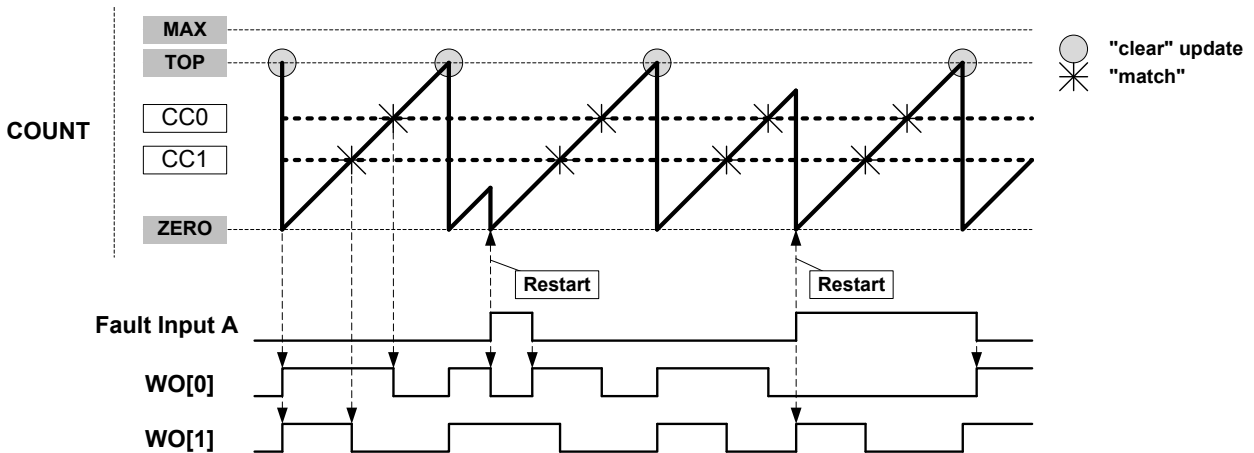 MAX
"clear" update
TOP
"match"
CC0
COUNT
CC1
ZERO
Restart
Restart
Fault Input A
WO[0]
WO[1]